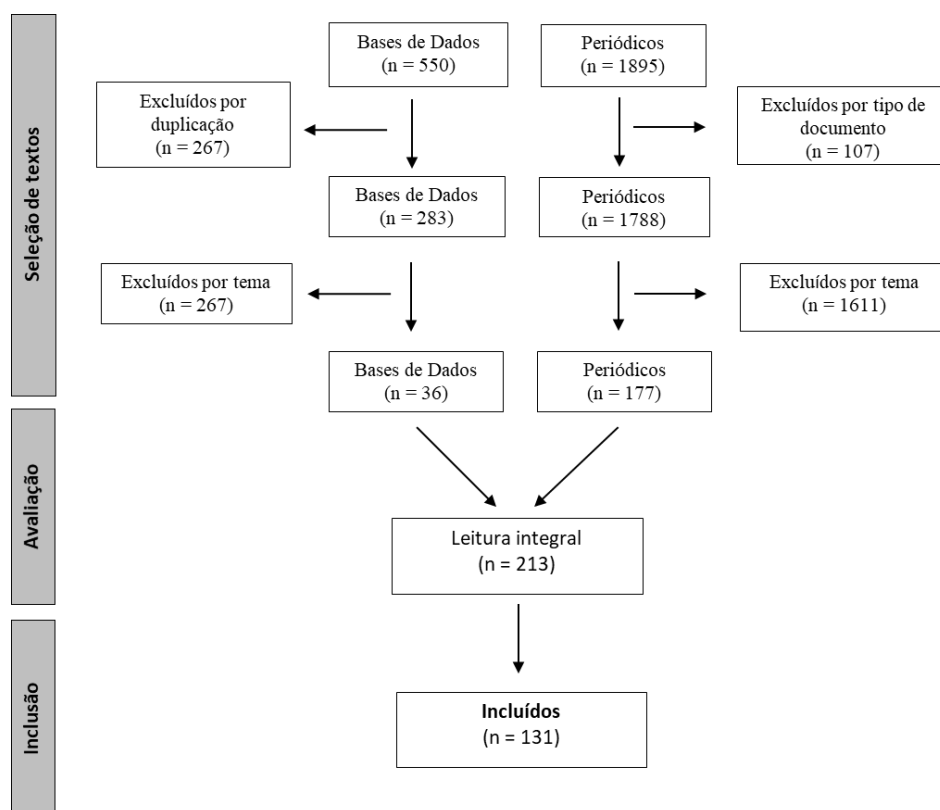 Seleção de textos
Bases de Dados
(n = 550)
Periódicos
(n = 1895)
Excluídos por
duplicação
(n = 267)
Excluídos por tipo de
documento
(n = 107)
Bases de Dados
(n = 283)
Periódicos
(n = 1788)
Excluídos por tema
(n = 267)
Excluídos por tema
(n = 1611)
Bases de Dados
(n = 36)
Periódicos
(n = 177)
Avaliação
Leitura integral
(n = 213)
Inclusão
Incluídos
(n = 131)